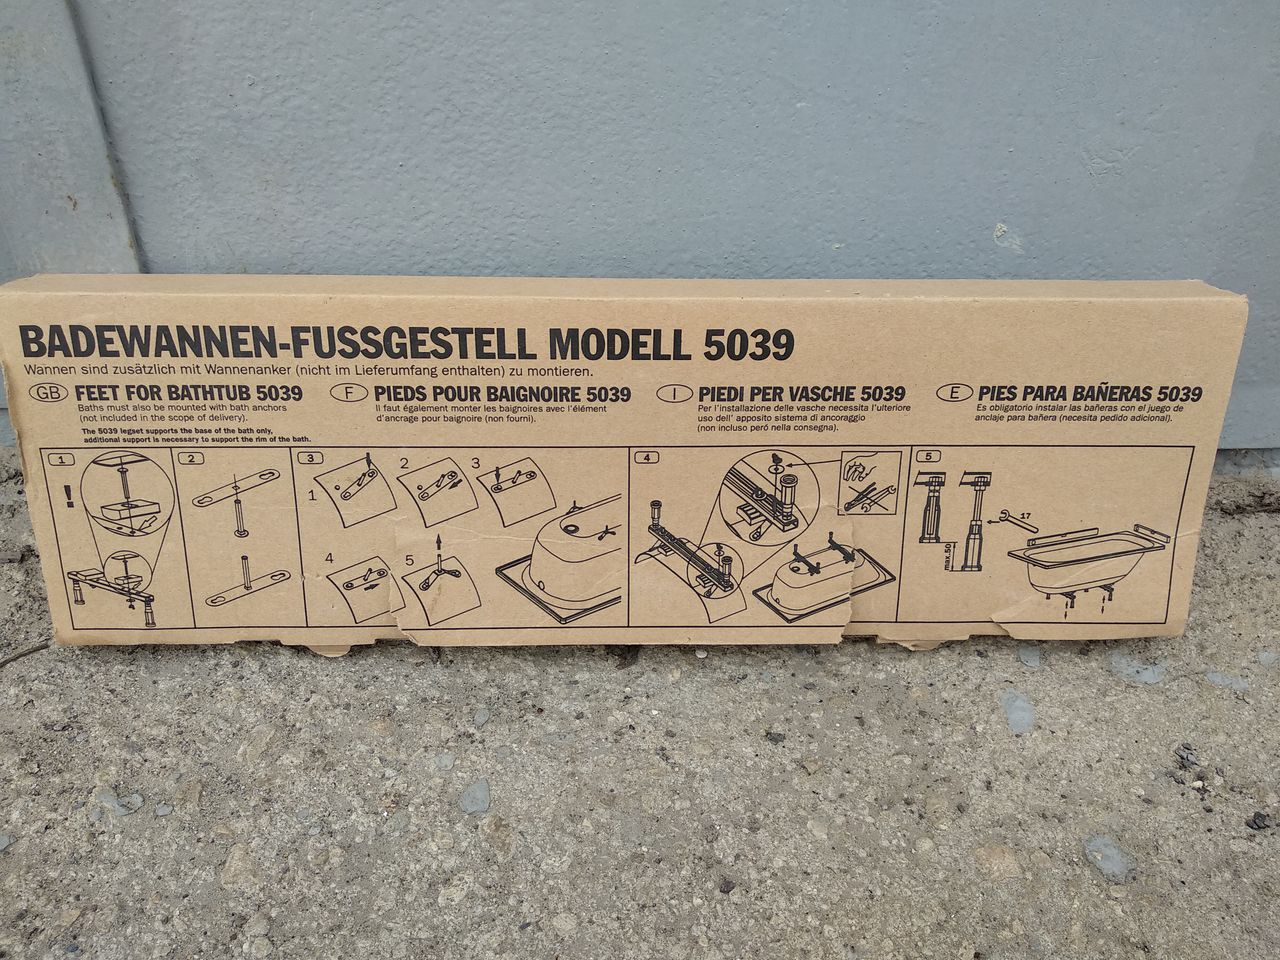 BADEWANNEN-FUSSGESTELL MODELL 5039
Wannen sind zusätzlich mit Wannenanker (nicht im Lieferumfang enthalten) zu montieren.
GB FEET FOR BATHTUB 5039
Baths must also be mounted with bath anchors
(not included in the scope of delivery).
The 5039 legset supports the base of the bath only,
additional support is necessary to support the rim of the bath.
F PIEDS POUR BAIGNOIRE 5039
Il faut également monter les baignoires avec l'élément
d'ancrage pour baignoire (non fourni).
I PIEDI PER VASCHE 5039
Per l'installazione delle vasche necessita l'ulteriore
uso dell' apposito sistema di ancoraggio
(non incluso peró nella consegna).
E PIES PARA BAÑERAS 5039
Es obligatorio instalar las bañeras con el juego de
anclaje para bañera (necesita pedido adicional).
1
!
2
3
1
2
3
4
5
4
5
17
max.50